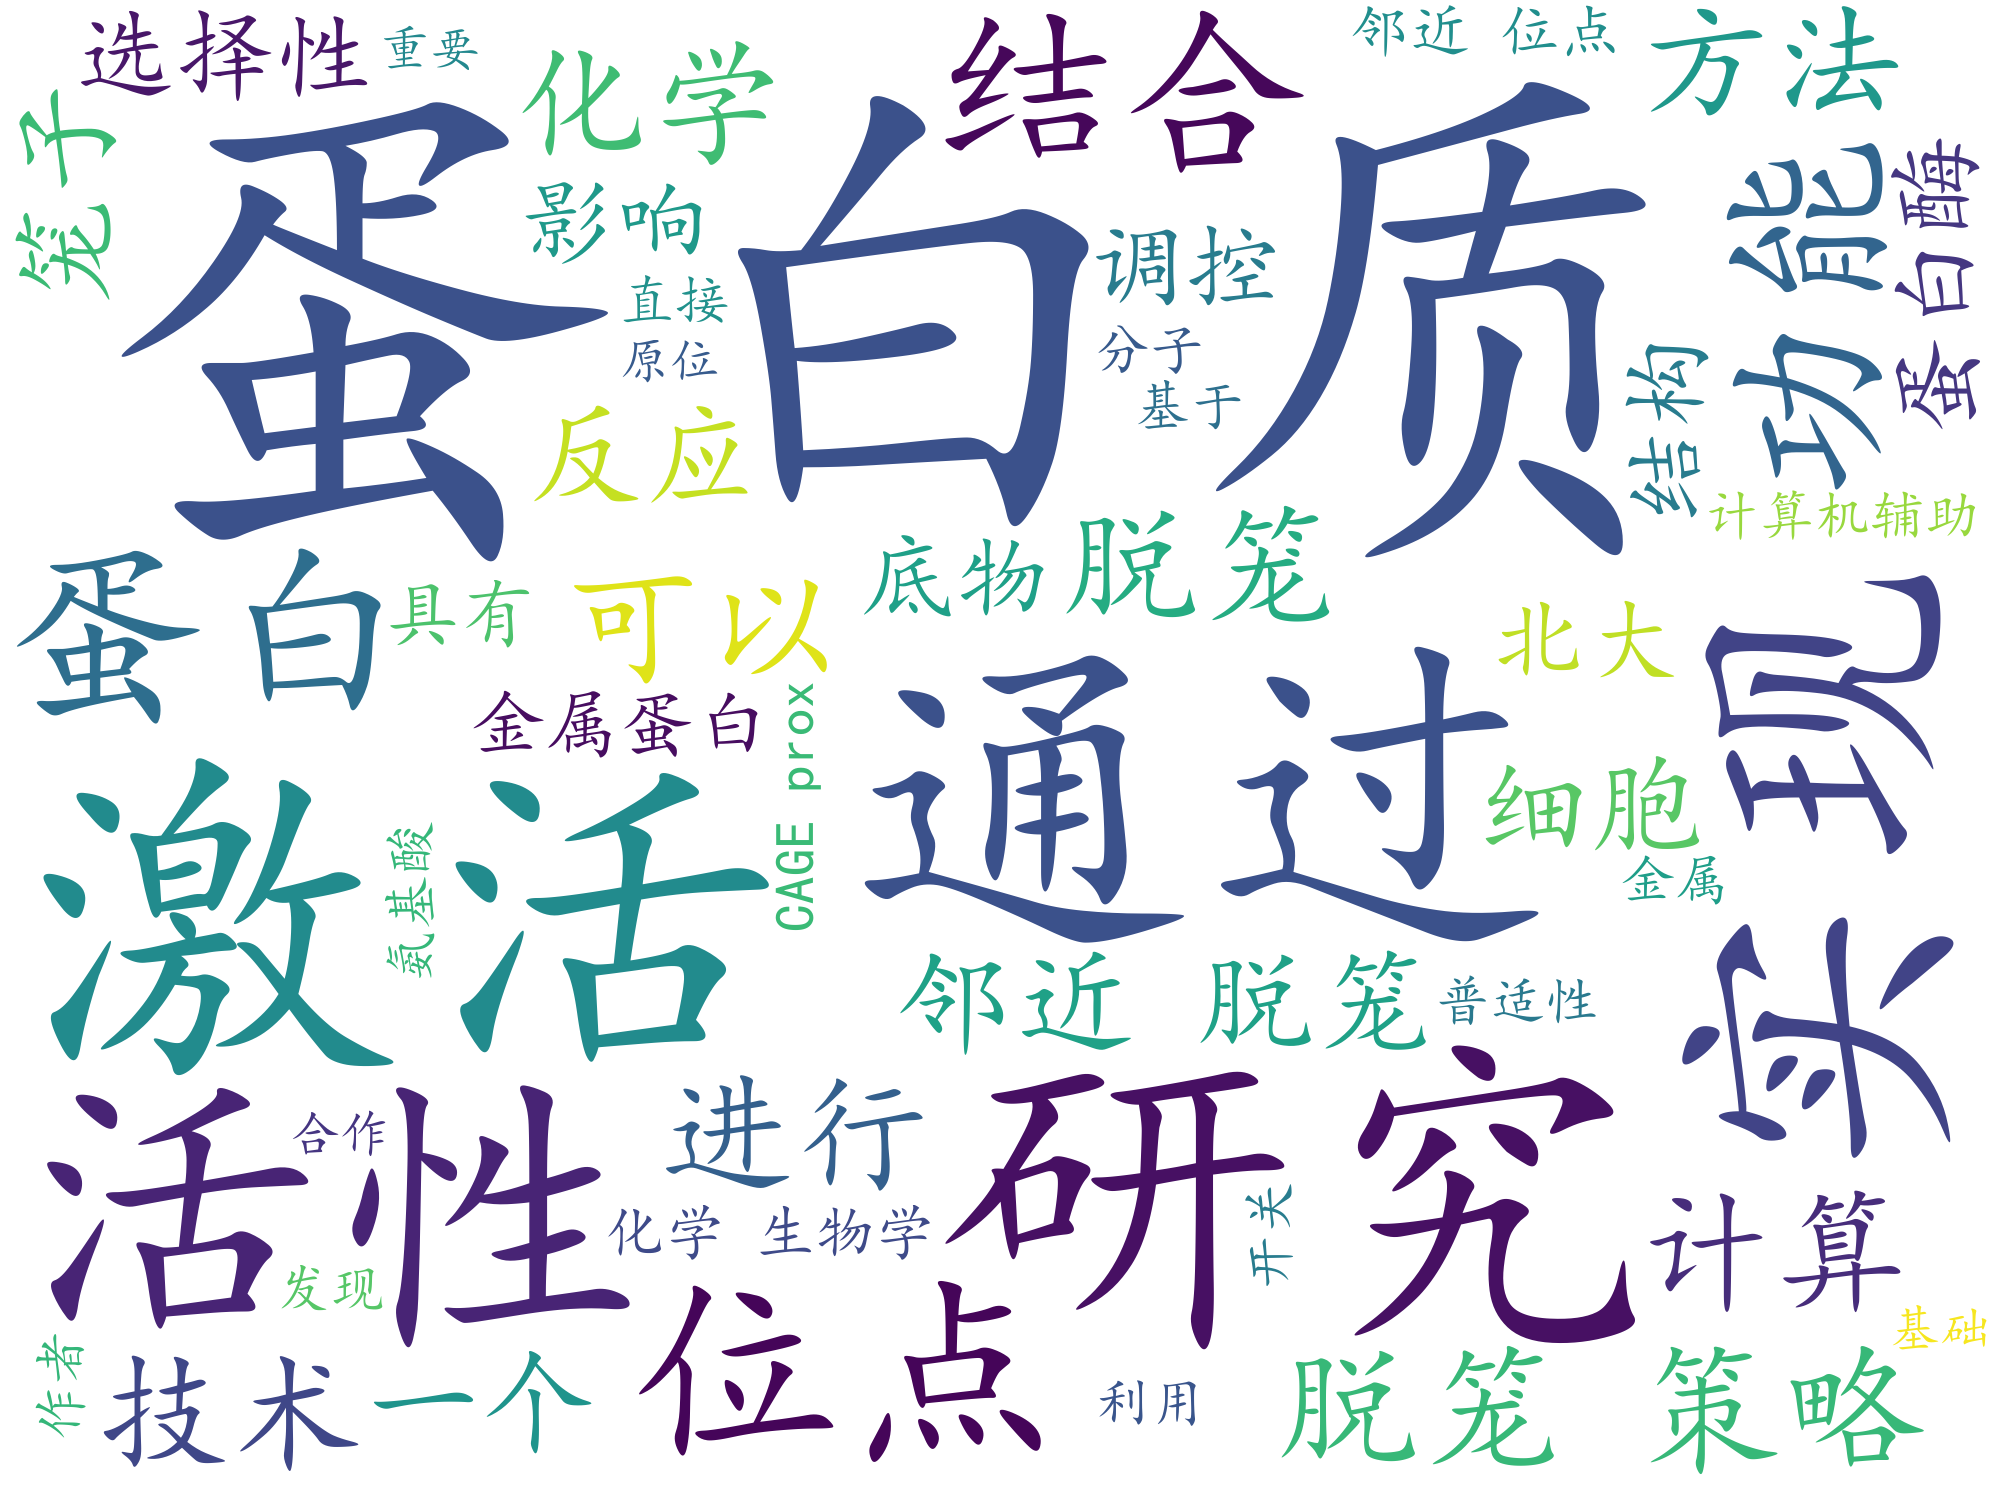 选择性
重要
化学
结合
邻近 位点
方法
笼子
蛋白质
影响
调控
功能
蛋白酶
直接
原位
分子
基于
结构
反应
计算机辅助
底物
脱笼
蛋白
具有
可以
北大
实现
金属蛋白
CAGE prox
通过
细胞
金属
激活
氨基酸
邻近 脱笼
普适性
活性
合作
进行
研究
化学 生物学
开关
计算
发现
位点
基础
作者
技术
一个
利用
脱笼 策略